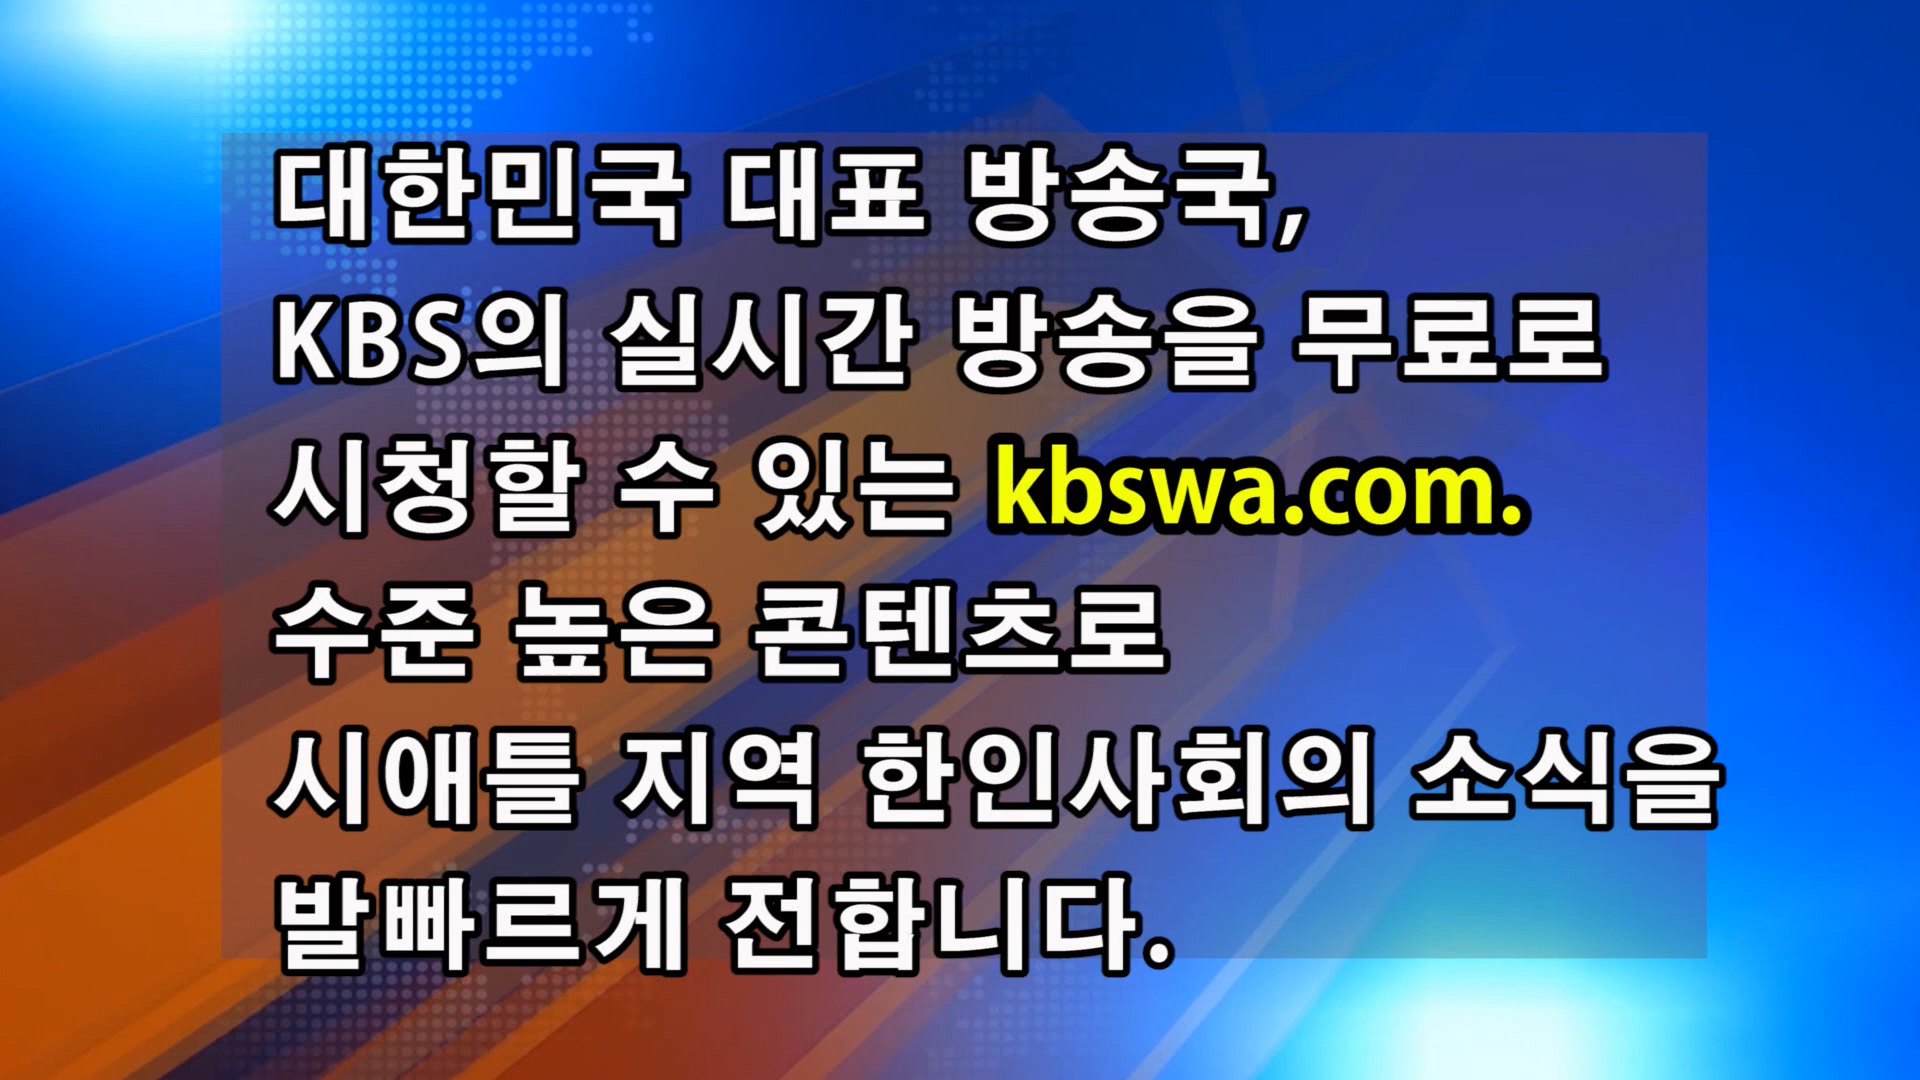 대한민국 대표 방송국,
KBS의 실시간 방송을 무료로
시청할 수 있는 kbswa.com.
수준 높은 콘텐츠로
시애틀 지역 한인사회의 소식을
발빠르게 전합니다.